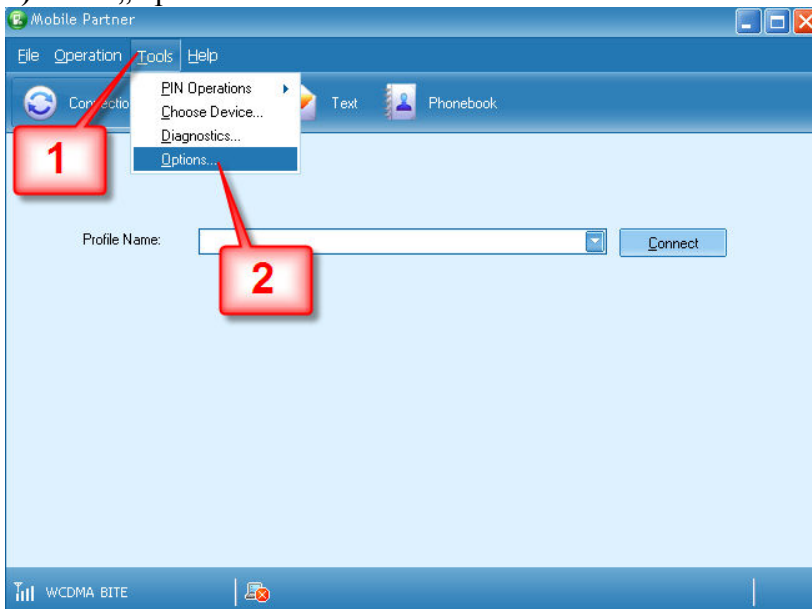 Mobile Partner
File Operation Tools Help
PIN Operations
Choose Device...
Diagnostics...
Options...
Text Phonebook
1
Profile Name:
Connect
2
WCDMA BITE